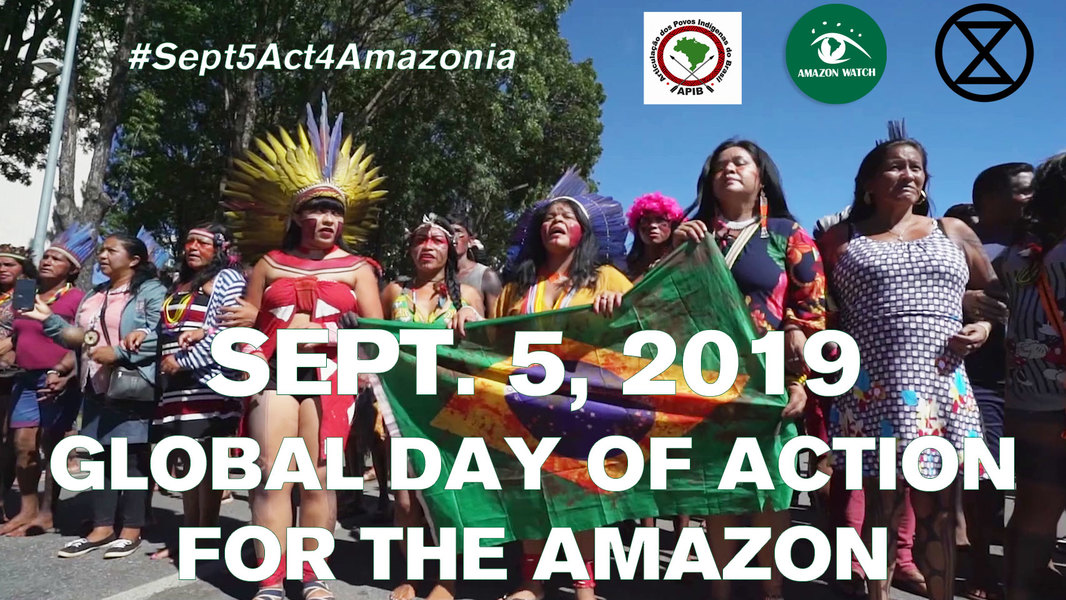 #Sept5Act4Amazonia
Articulação dos Povos Indígenas do Brasil
APIB
AMAZON WATCH
SEPT. 5, 2019
GLOBAL DAY OF ACTION
FOR THE AMAZON